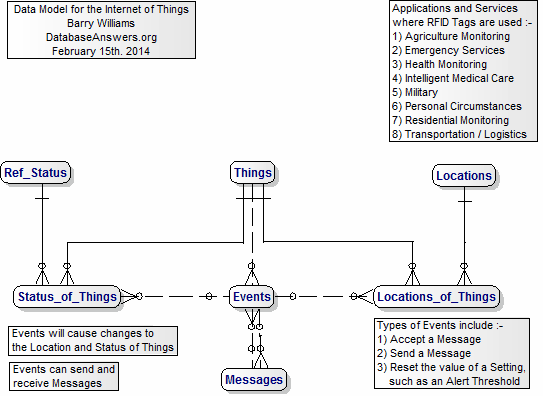 Data Model for the Internet of Things
Barry Williams
DatabaseAnswers.org
February 15th. 2014
Applications and Services
where RFID Tags are used :-
1) Agriculture Monitoring
2) Emergency Services
3) Health Monitoring
4) Intelligent Medical Care
5) Military
6) Personal Circumstances
7) Residential Monitoring
8) Transportation / Logistics
Ref_Status
Things
Locations
Status_of_Things
Events
Locations_of_Things
Events will cause changes to
the Location and Status of Things
Events can send and
receive Messages
Messages
Types of Events include :-
1) Accept a Message
2) Send a Message
3) Reset the value of a Setting,
such as an Alert Threshold